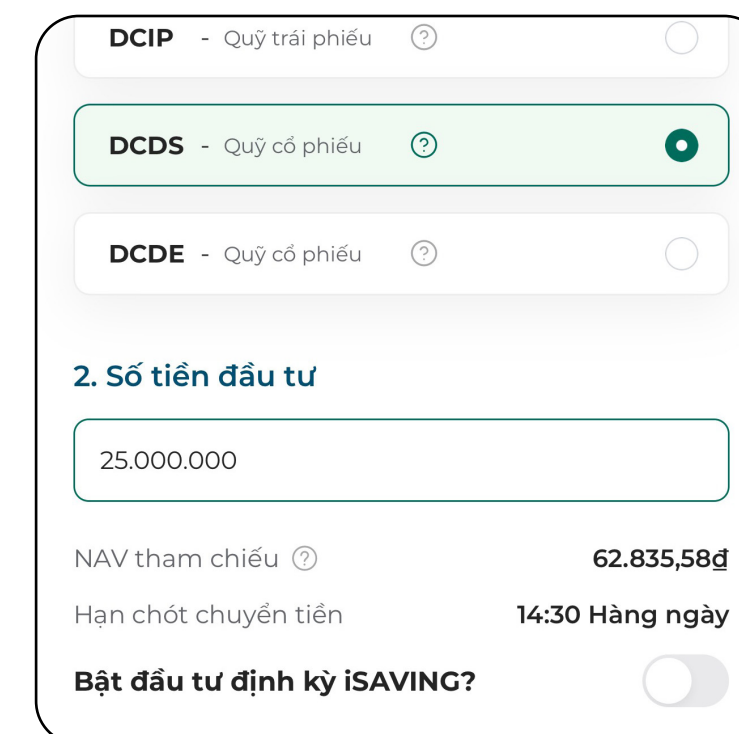 DCIP - Quỹ trái phiếu ?
DCDS - Quỹ cổ phiếu ?
DCDE - Quỹ cổ phiếu ?
2. Số tiền đầu tư
25.000.000
NAV tham chiếu ? 62.835,58₫
Hạn chót chuyển tiền 14:30 Hàng ngày
Bật đầu tư định kỳ iSAVING?